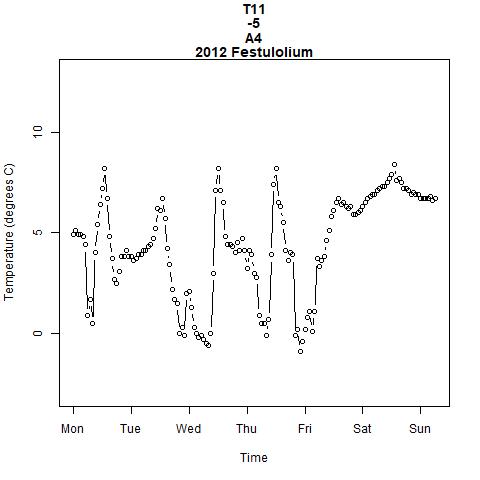 T11
-5
A4
2012 Festulolium
10
5
0
Temperature (degrees C)
Mon Tue Wed Thu Fri Sat Sun
Time